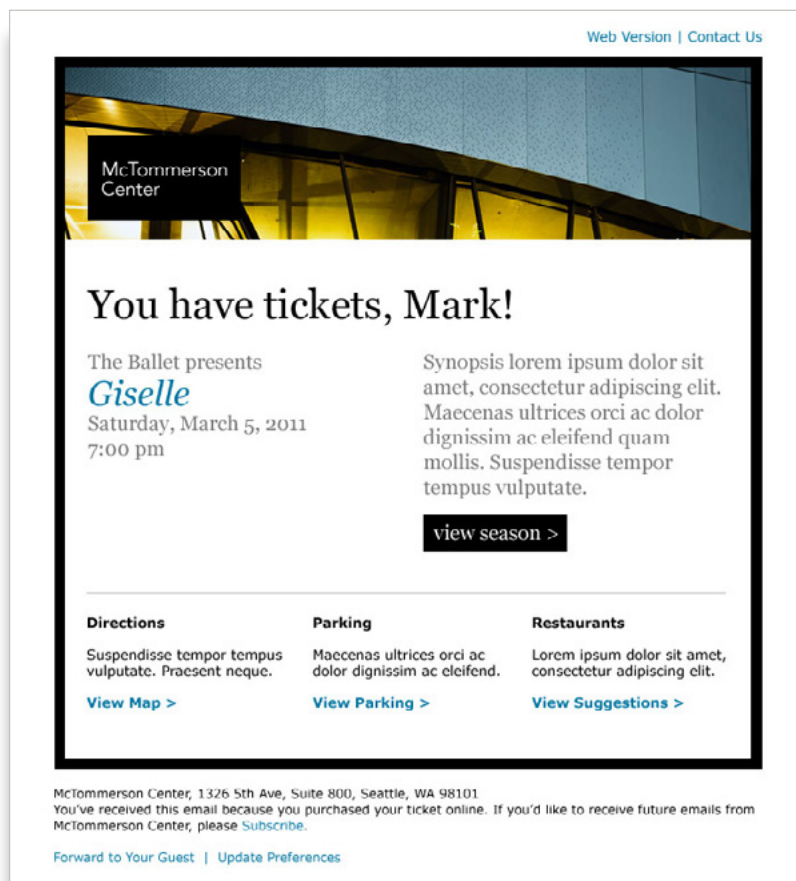 Web Version | Contact Us
McTommerson
Center
You have tickets, Mark!
The Ballet presents
Giselle
Saturday, March 5, 2011
7:00 pm
Synopsis lorem ipsum dolor sit
amet, consectetur adipiscing elit.
Maecenas ultrices orci ac dolor
dignissim ac eleifend quam
mollis. Suspendisse tempor
tempus vulputate.
view season >
Directions
Suspendisse tempor tempus
vulputate. Praesent neque.
View Map >
Parking
Maecenas ultrices orci ac
dolor dignissim ac eleifend.
View Parking >
Restaurants
Lorem ipsum dolor sit amet,
consectetur adipiscing elit.
View Suggestions >
McTommerson Center, 1326 5th Ave, Suite 800, Seattle, WA 98101
You've received this email because you purchased your ticket online. If you'd like to receive future emails from
McTommerson Center, please Subscribe.
Forward to Your Guest | Update Preferences